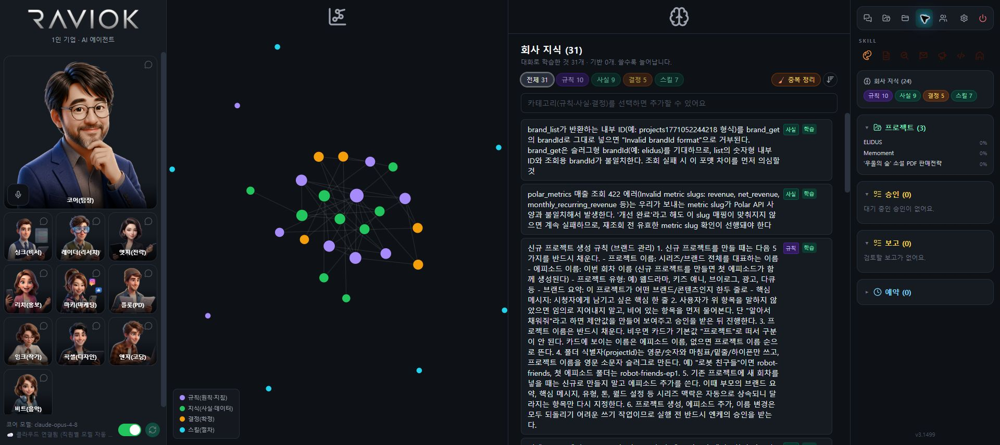 RAVIOK
1인 기업 · AI 에이전트
코어(팀장)
싱크(비서)
레이더(리서치)
엣지(전략)
리치(홍보)
마키(마케팅)
플롯(PD)
잉크(작가)
픽셀(디자인)
엔지(코딩)
비트(음악)
코어 모델: claude-opus-4-8
클라우드 연결됨 (직원별 모델 자동 ...
규칙(원칙·지침)
지식(사실·데이터)
결정(확정)
스킬(절차)
회사 지식 (31)
대화로 학습한 것 31개 · 기반 0개. 쓸수록 늘어납니다.
전체 31
규칙 10
사실 9
결정 5
스킬 7
중복 정리
카테고리(규칙·사실·결정)를 선택하면 추가할 수 있어요
brand_list가 반환하는 내부 ID(예: projects1771052244218 형식)를 brand_get
의 brandId로 그대로 넣으면 "Invalid brandId format"으로 거부된다.
brand_get은 슬러그형 brandId(예: elidus)를 기대하므로, list의 숫자형 내부
ID와 조회용 brandId가 불일치한다. 조회 실패 시 이 포맷 차이를 먼저 의심할
것
사실
학습
polar_metrics 매출 조회 422 에러(Invalid metric slugs: revenue, net_revenue,
monthly_recurring_revenue 등)는 우리가 보내는 metric slug가 Polar API 사
양과 불일치해서 발생한다. '개선 완료'라고 해도 이 slug 매핑이 맞춰지지 않
으면 계속 실패하므로, 재조회 전 유효한 metric slug 확인이 선행돼야 한다
사실
학습
신규 프로젝트 생성 규칙 (브랜드 관리) 1. 신규 프로젝트를 만들 때는 다음 5
가지를 반드시 채운다. - 프로젝트 이름: 시리즈/브랜드 전체를 대표하는 이름
- 에피소드 이름: 이번 회차 이름 (신규 프로젝트를 만들면 첫 에피소드가 함
께 생성된다) - 프로젝트 유형: 예) 웹드라마, 키즈 애니, 브이로그, 광고, 다큐
등 - 브랜드 요약: 이 프로젝트가 어떤 브랜드/콘텐츠인지 한두 줄로 - 핵심
메시지: 시청자에게 남기고 싶은 핵심 한 줄 2. 사용자가 위 항목을 말하지 않
았으면 임의로 지어내지 말고, 비어 있는 항목을 먼저 물어본다. 단 "알아서
채워줘"라고 하면 제안값을 만들어 보여주고 승인을 받은 뒤 진행한다. 3. 프
로젝트 이름은 반드시 채운다. 비우면 카드가 기본값 "프로젝트"로 떠서 구분
이 안 된다. 카드에 보이는 이름은 에피소드 이름, 없으면 프로젝트 이름 순으
로 뜬다. 4. 폴더 식별자(projectId)는 영문/숫자와 마침표/밑줄/하이픈만 쓰고,
프로젝트 이름을 영문 소문자 슬러그로 만든다. 예) "로봇 친구들"이면 robot-
friends, 첫 에피소드 폴더는 robot-friends-ep1. 5. 기존 프로젝트에 새 회차를
넣을 때는 신규로 만들지 말고 에피소드 추가를 쓴다. 이때 부모의 브랜드 요
약, 핵심 메시지, 유형, 톤, 월드 설정 등 시리즈 맥락은 자동으로 상속되니 달
라지는 항목만 다시 지정한다. 6. 프로젝트 생성, 에피소드 추가, 이름 변경은
모두 되돌리기 어려운 쓰기 작업이므로 실행 전 반드시 엔케의 승인을 받는
다.
규칙
학습
SKILL
회사 지식 (24)
규칙 10
사실 9
결정 5
스킬 7
프로젝트 (3)
ELIDUS 0%
Memoment 0%
'우울의 숲' 소설 PDF 판매전략 0%
승인 (0)
대기 중인 승인이 없어요.
보고 (0)
검토할 보고가 없어요.
예약 (0)
v3.1499